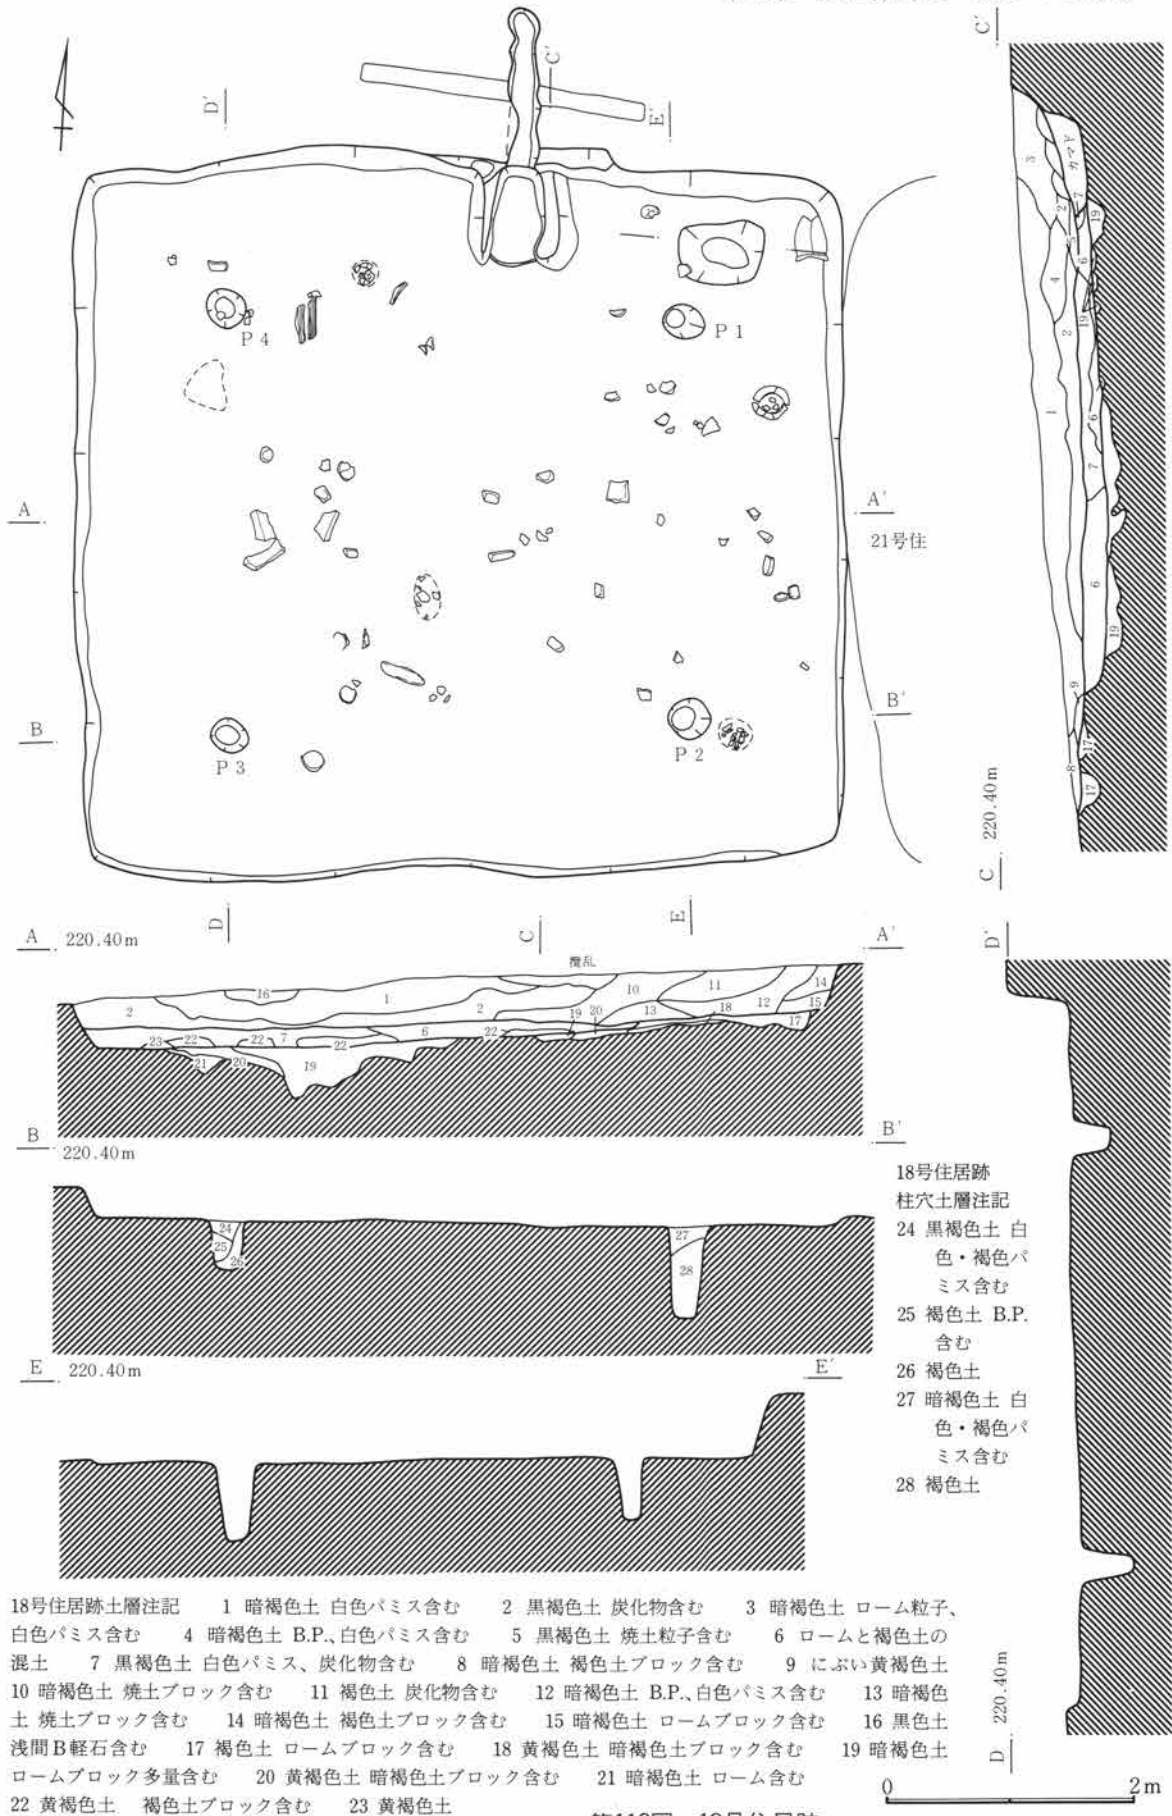 C'
D'
C'
E'
カマド
P 4
P 1
A
A'
21号住
B
B'
P 3
P 2
C 220.40m
D
C
E
A 220.40m
A'
攪乱
16
1
2
2
10
11
14
12
15
13
18
17
19 20
23
22
22
7
22
6
22
21
20
19
B 220.40m
B'
24
25
26
27
28
E 220.40m
E'
3
2
7
19
5
6
4
2
19
1
6
7
6
19
9
17
8
17
D'
D 220.40m
18号住居跡
柱穴土層注記
24 黒褐色土 白
色・褐色パ
ミス含む
25 褐色土 B.P.
含む
26 褐色土
27 暗褐色土 白
色・褐色パ
ミス含む
28 褐色土
18号住居跡土層注記 1 暗褐色土 白色パミス含む 2 黒褐色土 炭化物含む 3 暗褐色土 ローム粒子、
白色パミス含む 4 暗褐色土 B.P.、白色パミス含む 5 黒褐色土 焼土粒子含む 6 ロームと褐色土の
混土 7 黒褐色土 白色パミス、炭化物含む 8 暗褐色土 褐色土ブロック含む 9 にぶい黄褐色土
10 暗褐色土 焼土ブロック含む 11 褐色土 炭化物含む 12 暗褐色土 B.P.、白色パミス含む 13 暗褐色
土 焼土ブロック含む 14 暗褐色土 褐色土ブロック含む 15 暗褐色土 ロームブロック含む 16 黒色土
浅間B軽石含む 17 褐色土 ロームブロック含む 18 黄褐色土 暗褐色土ブロック含む 19 暗褐色土
ロームブロック多量含む 20 黄褐色土 暗褐色土ブロック含む 21 暗褐色土 ローム含む
22 黄褐色土 褐色土ブロック含む 23 黄褐色土
0 2m